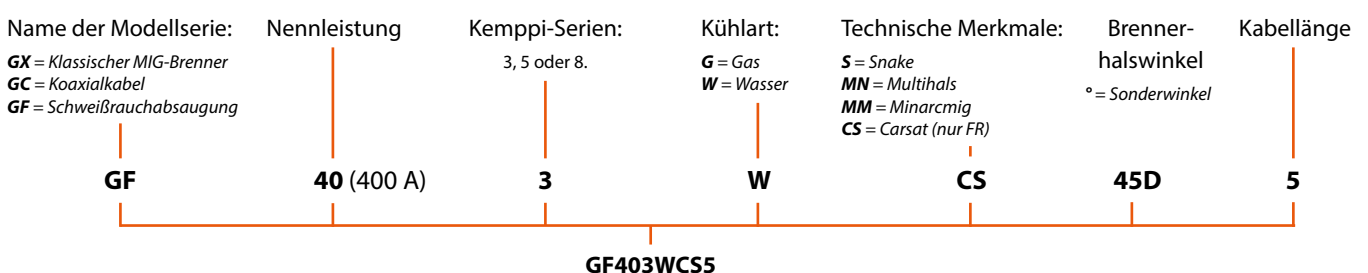 Name der Modellserie:
GX = Klassischer MIG-Brenner
GC = Koaxialkabel
GF = Schweißrauchabsaugung
Nennleistung
Kemppi-Serien:
3, 5 oder 8.
Kühlart:
G = Gas
W = Wasser
Technische Merkmale:
S = Snake
MN = Multihals
MM = Minarcmig
CS = Carsat (nur FR)
Brenner-
halswinkel
° = Sonderwinkel
Kabellänge
GF 40 (400 A) 3 W CS 45D 5
GF403WCS5